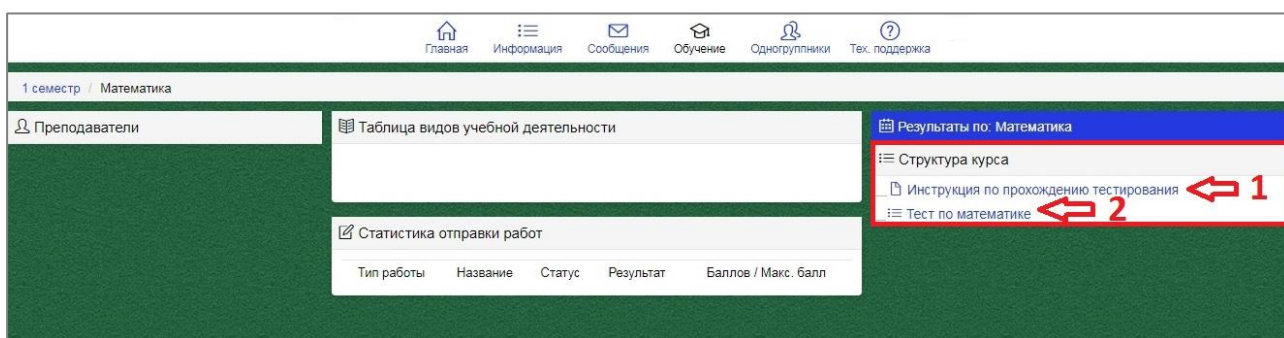 Главная Информация Сообщения Обучение Одногруппники Тех. поддержка
1 семестр / Математика
Преподаватели
Таблица видов учебной деятельности
Статистика отправки работ
Тип работы Название Статус Результат Баллов / Макс. балл
Результаты по: Математика
Структура курса
Инструкция по прохождению тестирования 1
Тест по математике 2